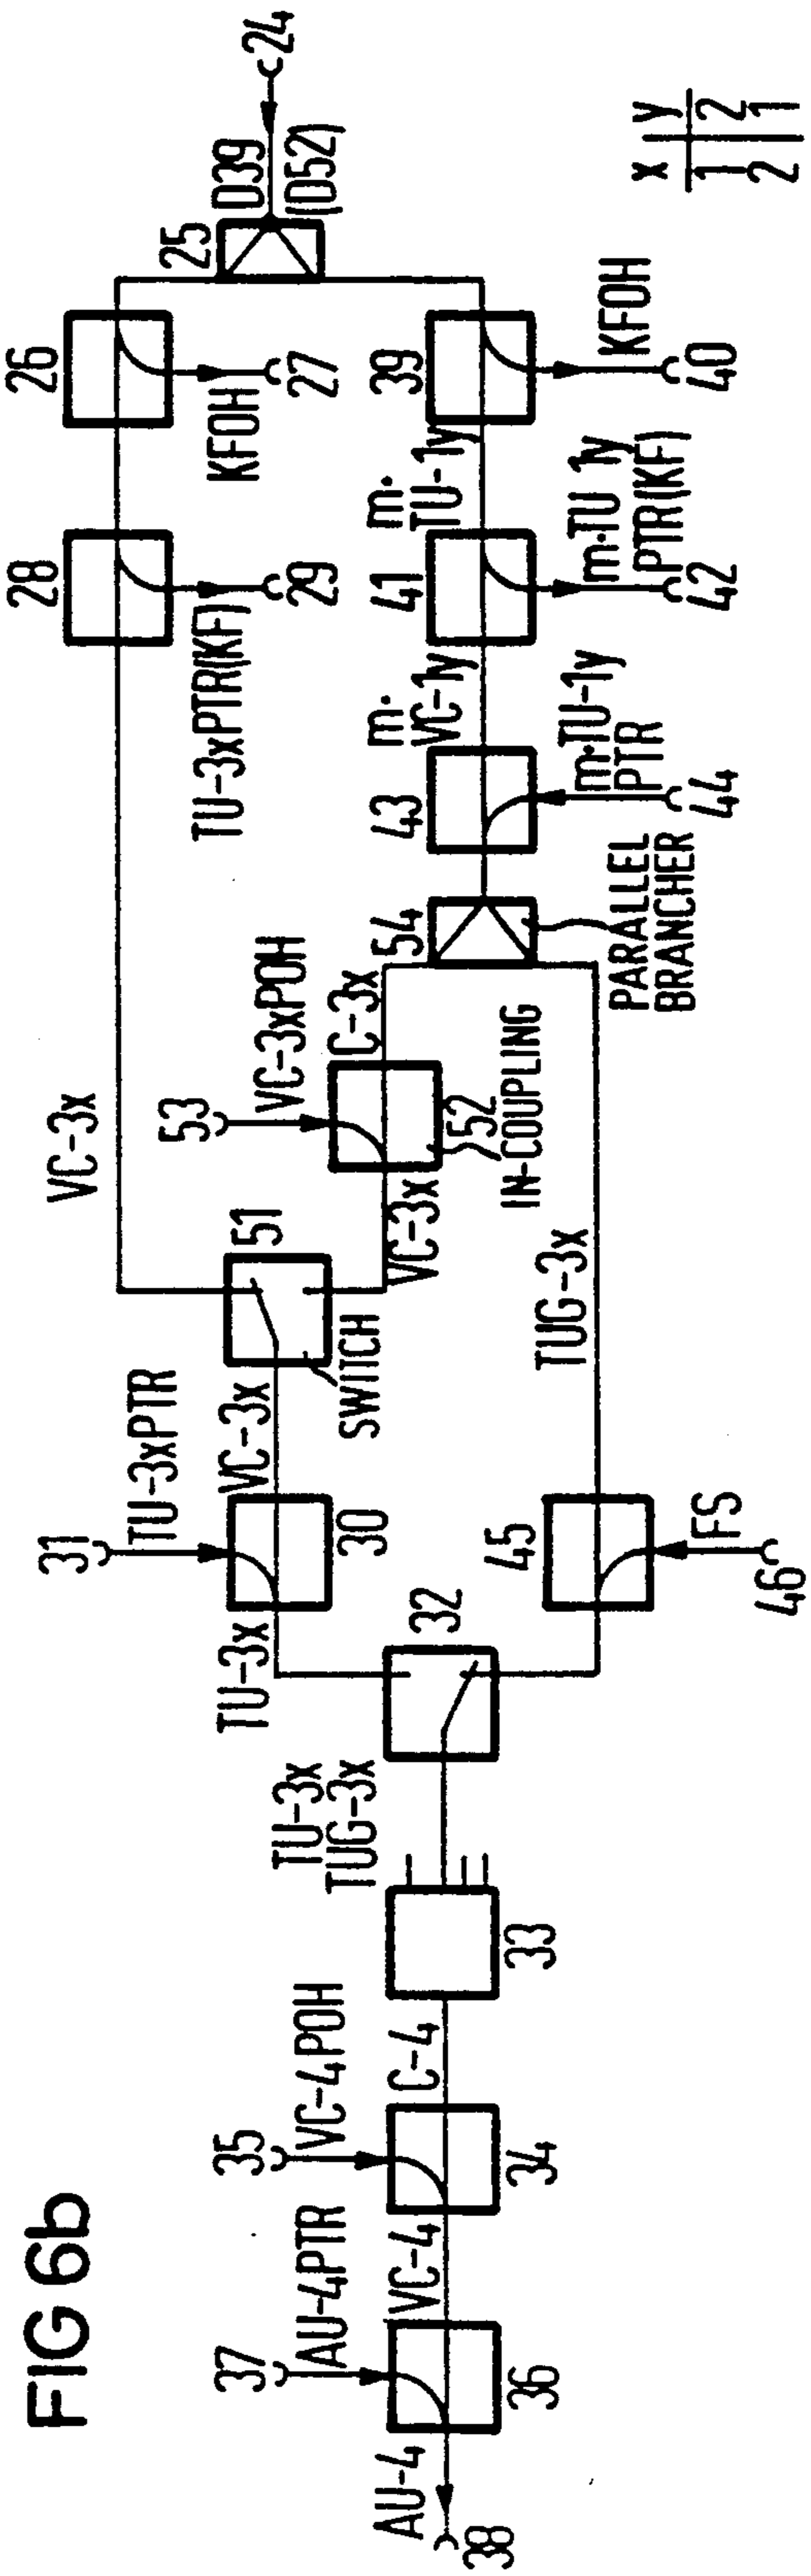 FIG 6b
37
AU-4PTR
35
VC-4POH
AU-4
38
36
VC-4
34
C-4
33
TU-3x
TUG-3x
32
TU-3x
31
TU-3xPTR
30
VC-3x
51
SWITCH
VC-3x
VC-3x
53
VC-3xPOH
52
IN-COUPLING
C-3x
45
46
FS
TUG-3x
54
PARALLEL
BRANCHER
43
m·TU-1y
PTR
44
m·
VC-1y
28
TU-3xPTR(KF)
29
41
m·TU 1y
PTR(KF)
42
m·
TU-1y
26
KFOH
27
39
KFOH
40
25
D39
(D52)
24
x y
1 2
2 1